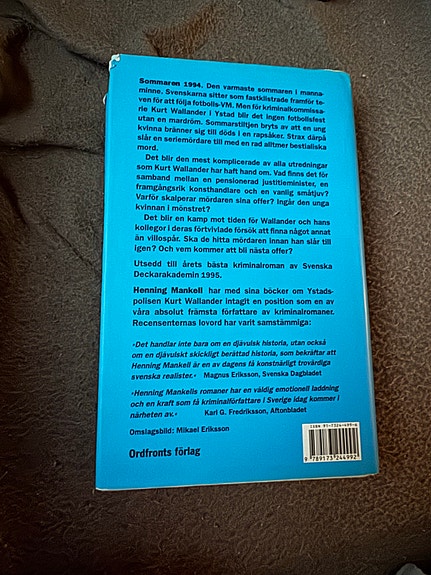 Sommaren 1994. Den varmaste sommaren i manna-
minne. Svenskarna sitter som fastklistrade framför te-
ven för att följa fotbolls-VM. Men för kriminalkommissa-
rie Kurt Wallander i Ystad blir det ingen fotbollsfest
utan en mardröm. Sommarstiltjen bryts av att en ung
kvinna bränner sig till döds i en rapsåker. Strax därpå
slår en seriemördare till med en rad alltmer bestialiska
mord.
Det blir den mest komplicerade av alla utredningar
som Kurt Wallander har haft hand om. Vad finns det för
samband mellan en pensionerad justitieminister, en
framgångsrik konsthandlare och en vanlig småtjuv?
Varför skalperar mördaren sina offer? Ingår den unga
kvinnan i mönstret?
Det blir en kamp mot tiden för Wallander och hans
kollegor i deras förtvivlade försök att finna något annat
än villospår. Ska de hitta mördaren innan han slår till
igen? Och vem kommer att bli nästa offer?
Utsedd till årets bästa kriminalroman av Svenska
Deckarakademin 1995.
Henning Mankell har med sina böcker om Ystads-
polisen Kurt Wallander intagit en position som en av
våra absolut främsta författare av kriminalromaner.
Recensenternas lovord har varit samstämmiga:
»Det handlar inte bara om en djävulsk historia, utan också
om en djävulskt skickligt berättad historia, som bekräftar att
Henning Mankell är en av dagens få konstnärligt trovärdiga
svenska realister.« Magnus Eriksson, Svenska Dagbladet
»Henning Mankells romaner har en väldig emotionell laddning
och en kraft som få kriminalförfattare i Sverige idag kommer i
närheten av.« Karl G. Fredriksson, Aftonbladet
Omslagsbild: Mikael Eriksson
Ordfronts förlag
ISBN 91-7324-499-6
9 789173 244992